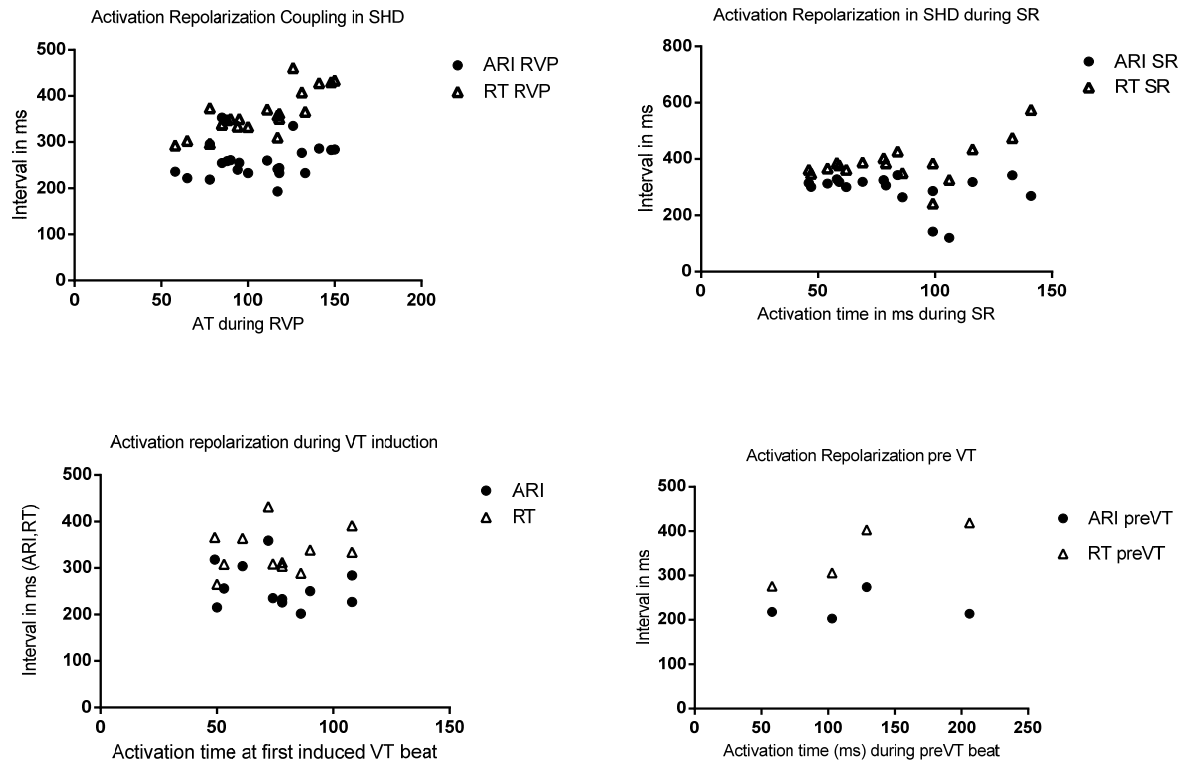 Activation Repolarization Coupling in SHD
500
400
300
200
100
0
Interval in ms
0 50 100 150 200
AT during RVP
ARI RVP
RT RVP
Activation Repolarization in SHD during SR
800
600
400
200
0
Interval in ms
0 50 100 150
Activation time in ms during SR
ARI SR
RT SR
Activation repolarization during VT induction
500
400
300
200
100
0
Interval in ms (ARI,RT)
0 50 100 150
Activation time at first induced VT beat
ARI
RT
Activation Repolarization pre VT
500
400
300
200
100
0
Interval in ms
0 50 100 150 200 250
Activation time (ms) during preVT beat
ARI preVT
RT preVT